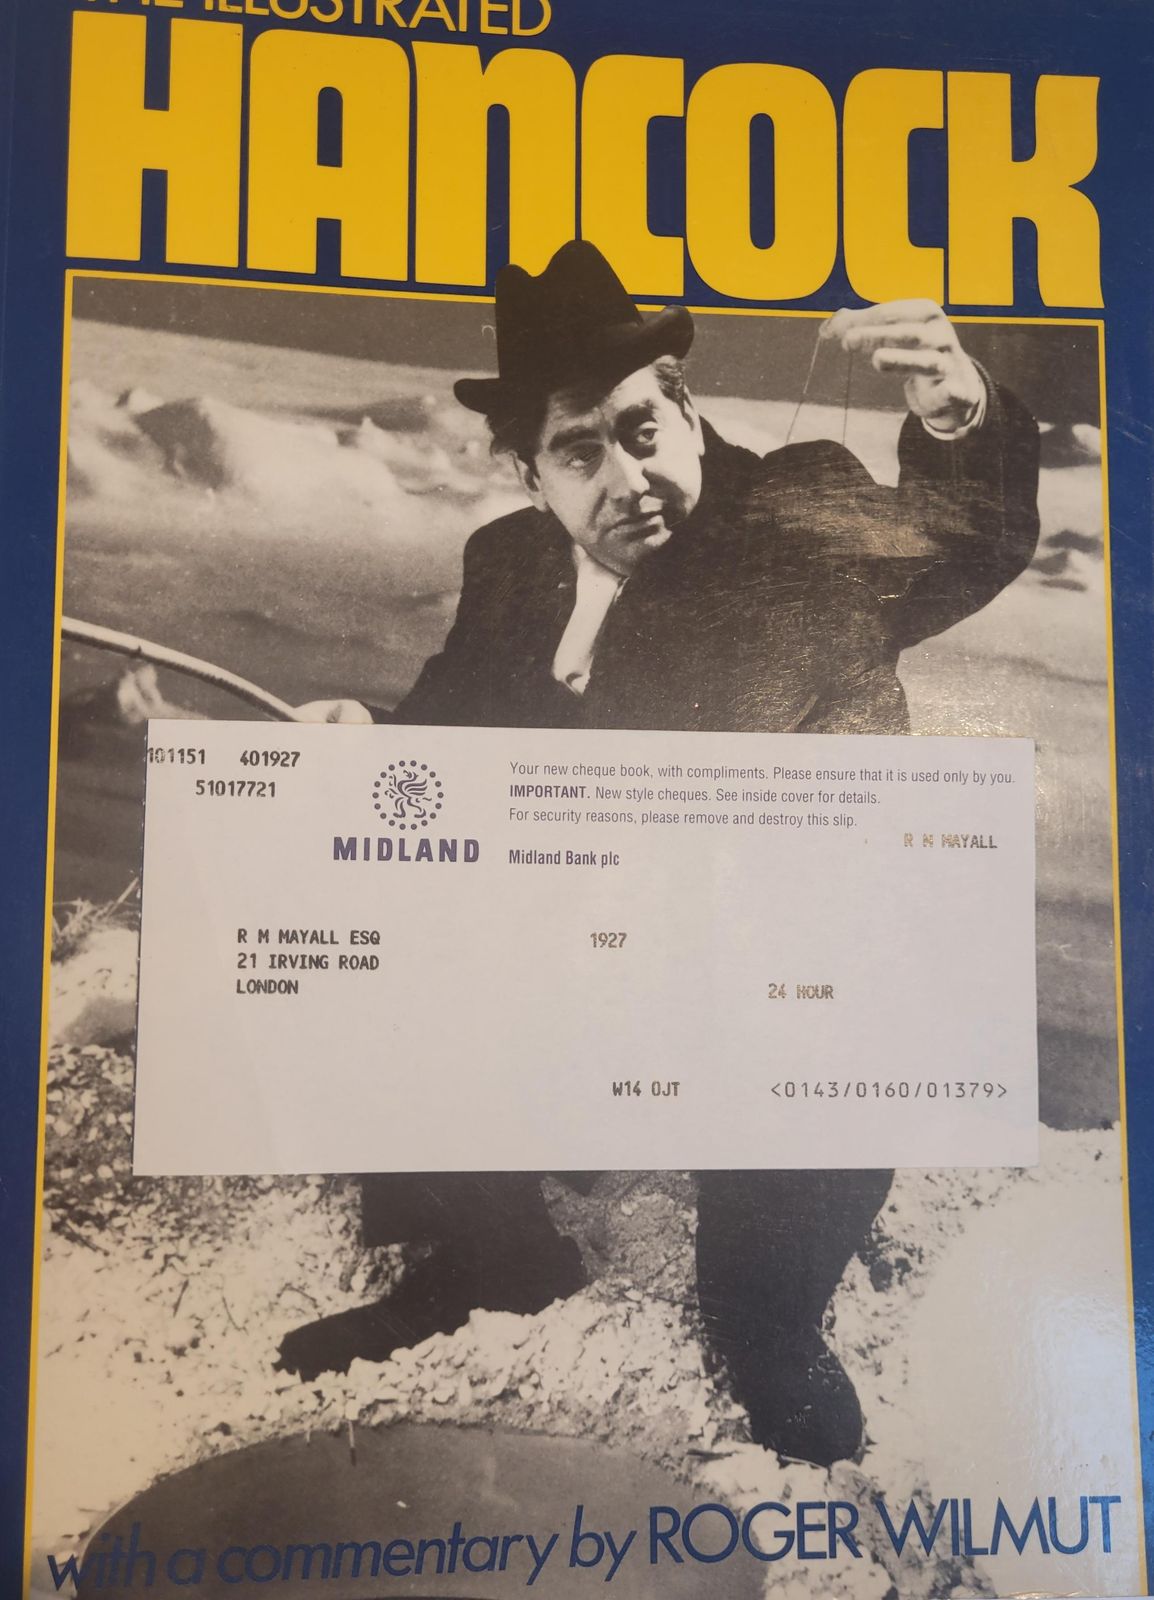 THE ILLUSTRATED
HANCOCK
101151 401927
51017721
MIDLAND
Your new cheque book, with compliments. Please ensure that it is used only by you.
IMPORTANT. New style cheques. See inside cover for details.
For security reasons, please remove and destroy this slip.
R M MAYALL
Midland Bank plc
R M MAYALL ESQ
21 IRVING ROAD
LONDON
1927
24 HOUR
W14 0JT
<0143/0160/01379>
with a commentary by ROGER WILMUT